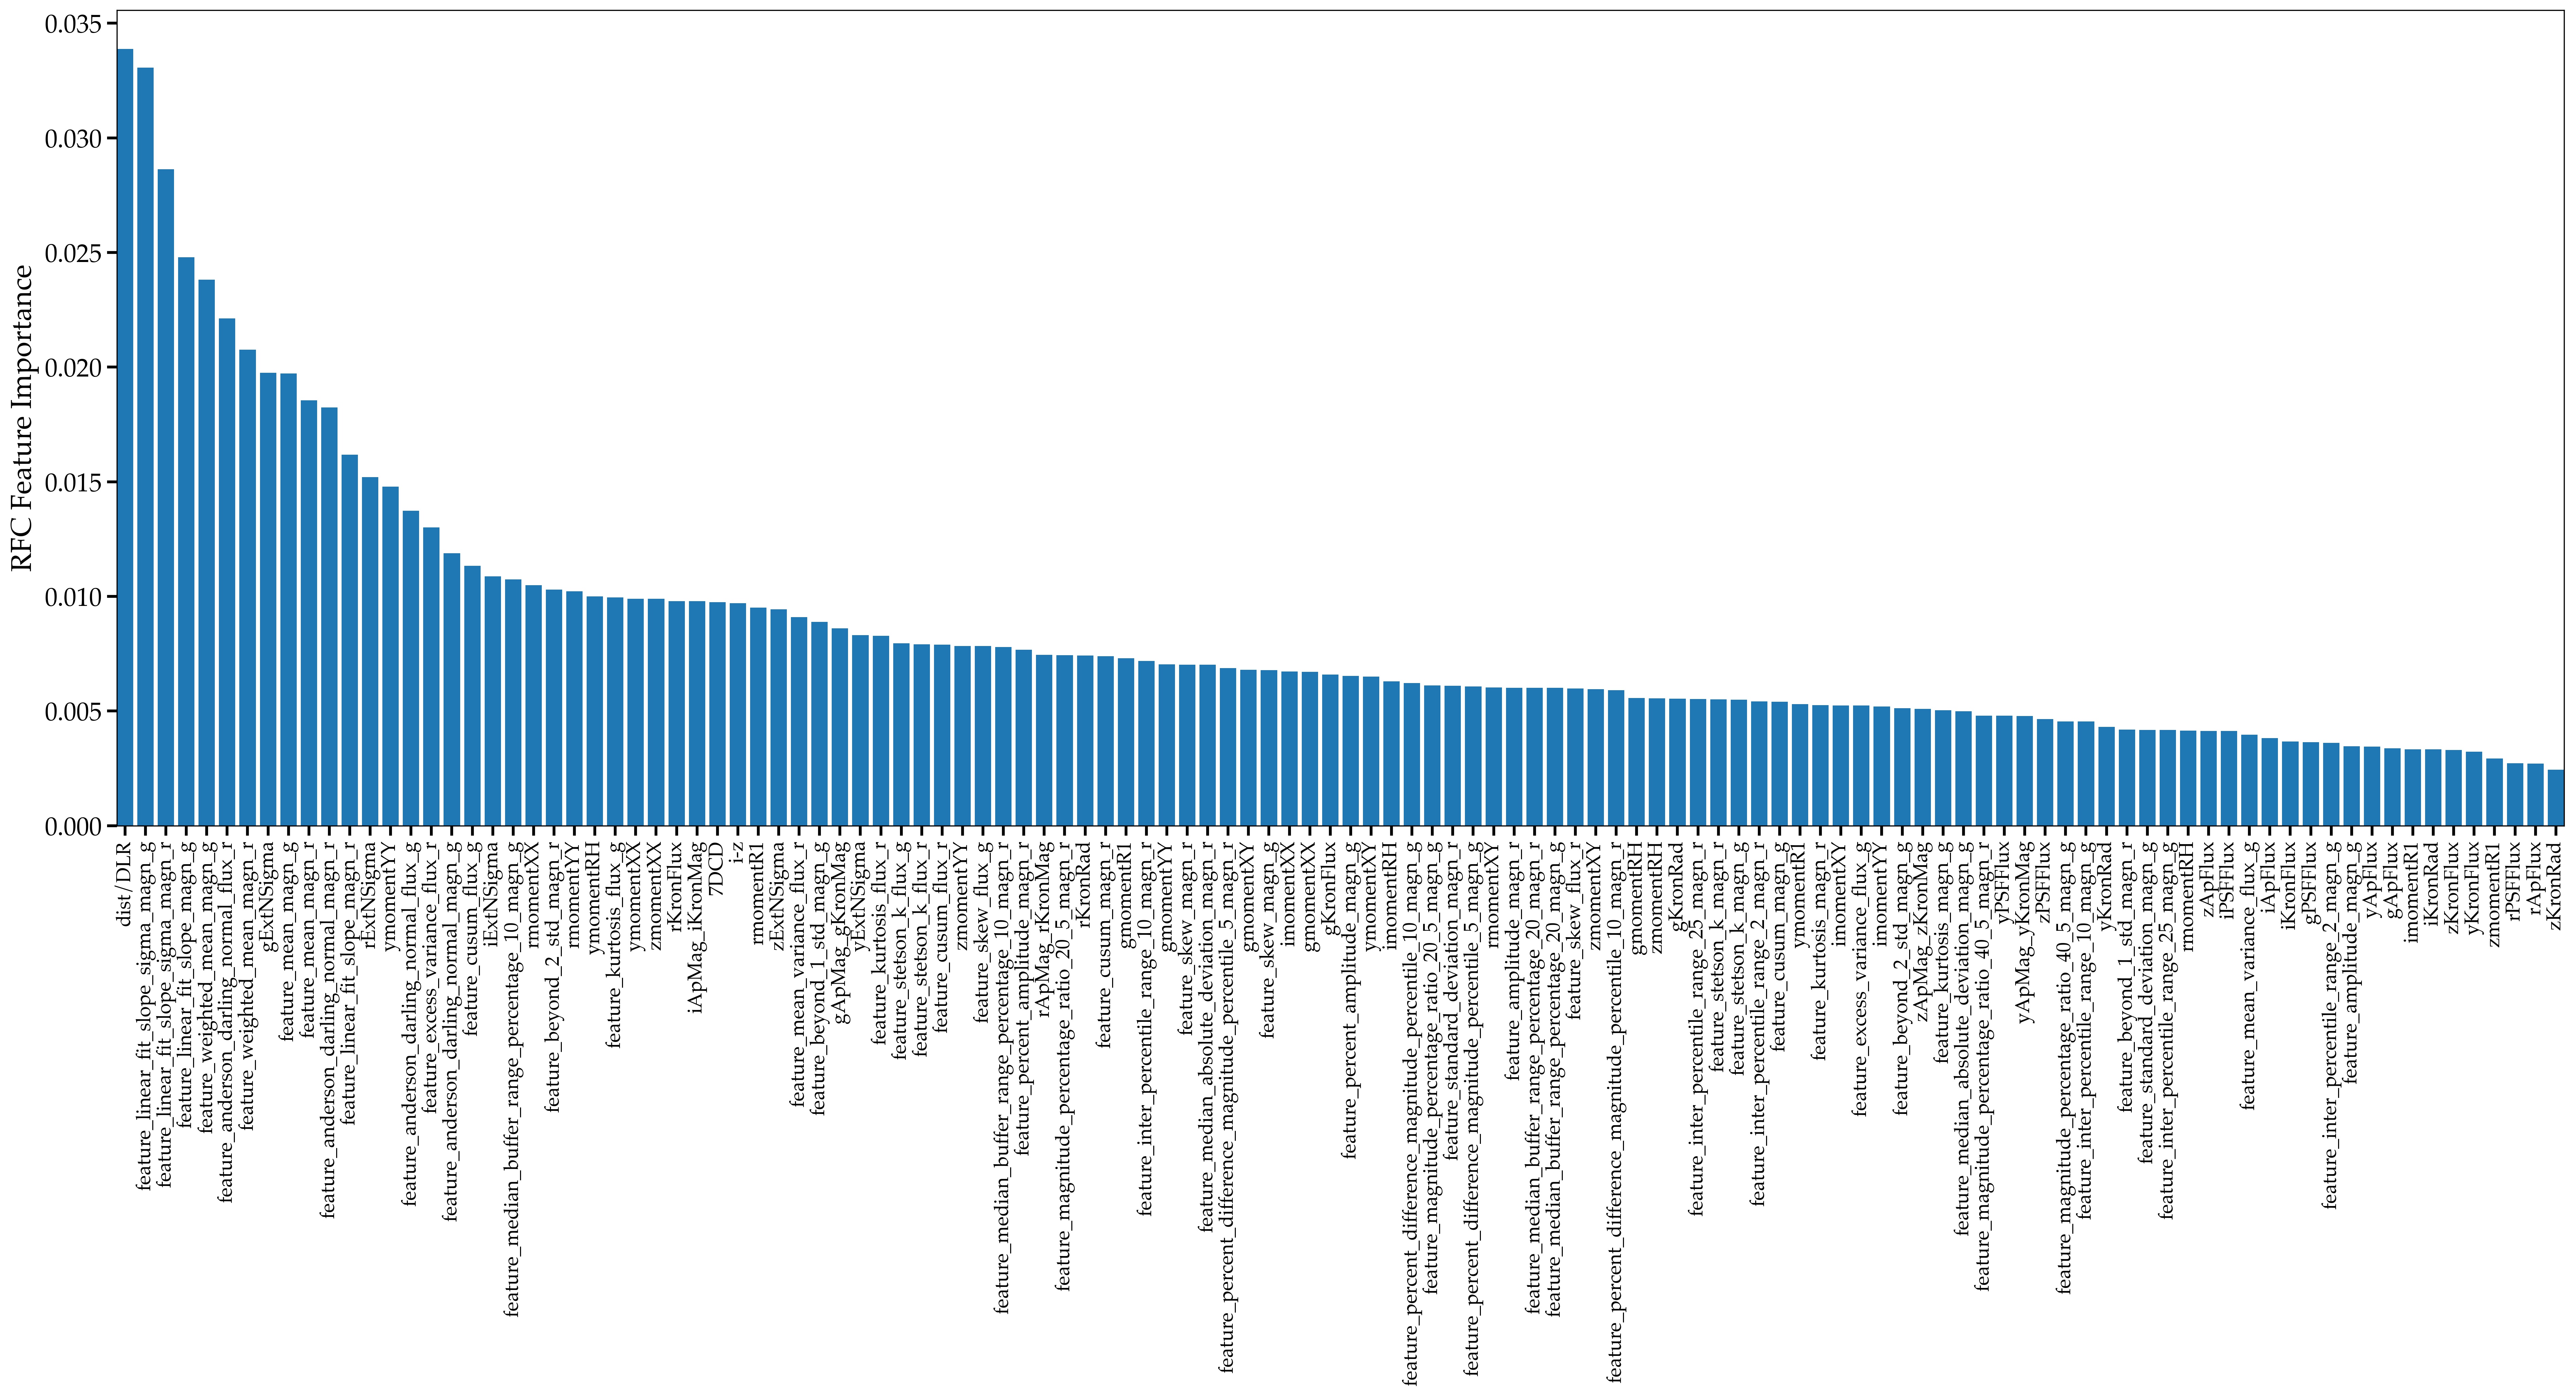 RFC Feature Importance
0.035
0.030
0.025
0.020
0.015
0.010
0.005
0.000
dist/DLR
feature_linear_fit_slope_sigma_magn_g
feature_linear_fit_slope_sigma_magn_r
feature_linear_fit_slope_magn_g
feature_weighted_mean_magn_g
feature_anderson_darling_normal_flux_r
feature_weighted_mean_magn_r
gExtNSigma
feature_mean_magn_g
feature_mean_magn_r
feature_anderson_darling_normal_magn_r
feature_linear_fit_slope_magn_r
rExtNSigma
ymomentYY
feature_anderson_darling_normal_flux_g
feature_excess_variance_flux_r
feature_anderson_darling_normal_magn_g
feature_cusum_flux_g
iExtNSigma
feature_median_buffer_range_percentage_10_magn_g
rmomentXX
feature_beyond_2_std_magn_r
rmomentYY
ymomentRH
feature_kurtosis_flux_g
ymomentXX
zmomentXX
rKronFlux
iApMag_iKronMag
7DCD
i-z
rmomentR1
zExtNSigma
feature_mean_variance_flux_r
feature_beyond_1_std_magn_g
gApMag_gKronMag
yExtNSigma
feature_kurtosis_flux_r
feature_stetson_k_flux_g
feature_stetson_k_flux_r
feature_cusum_flux_r
zmomentYY
feature_skew_flux_g
feature_median_buffer_range_percentage_10_magn_r
feature_percent_amplitude_magn_r
rApMag_rKronMag
feature_magnitude_percentage_ratio_20_5_magn_r
rKronRad
feature_cusum_magn_r
gmomentR1
feature_inter_percentile_range_10_magn_r
gmomentYY
feature_skew_magn_r
feature_median_absolute_deviation_magn_r
feature_percent_difference_magnitude_percentile_5_magn_r
gmomentXY
feature_skew_magn_g
imomentXX
gmomentXX
gKronFlux
feature_percent_amplitude_magn_g
ymomentXY
imomentRH
feature_percent_difference_magnitude_percentile_10_magn_g
feature_magnitude_percentage_ratio_20_5_magn_g
feature_standard_deviation_magn_r
feature_percent_difference_magnitude_percentile_5_magn_g
rmomentXY
feature_amplitude_magn_r
feature_median_buffer_range_percentage_20_magn_r
feature_median_buffer_range_percentage_20_magn_g
feature_skew_flux_r
zmomentXY
feature_percent_difference_magnitude_percentile_10_magn_r
gmomentRH
zmomentRH
gKronRad
feature_inter_percentile_range_25_magn_r
feature_stetson_k_magn_r
feature_stetson_k_magn_g
feature_inter_percentile_range_2_magn_r
feature_cusum_magn_g
ymomentR1
feature_kurtosis_magn_r
imomentXY
feature_excess_variance_flux_g
imomentYY
feature_beyond_2_std_magn_g
zApMag_zKronMag
feature_kurtosis_magn_g
feature_median_absolute_deviation_magn_g
feature_magnitude_percentage_ratio_40_5_magn_r
yPSFFlux
yApMag_yKronMag
zPSFFlux
feature_magnitude_percentage_ratio_40_5_magn_g
feature_inter_percentile_range_10_magn_g
yKronRad
feature_beyond_1_std_magn_r
feature_standard_deviation_magn_g
feature_inter_percentile_range_25_magn_g
rmomentRH
zApFlux
iPSFFlux
feature_mean_variance_flux_g
iApFlux
iKronFlux
gPSFFlux
feature_inter_percentile_range_2_magn_g
feature_amplitude_magn_g
yApFlux
gApFlux
imomentR1
iKronRad
zKronFlux
yKronFlux
zmomentR1
rPSFFlux
rApFlux
zKronRad